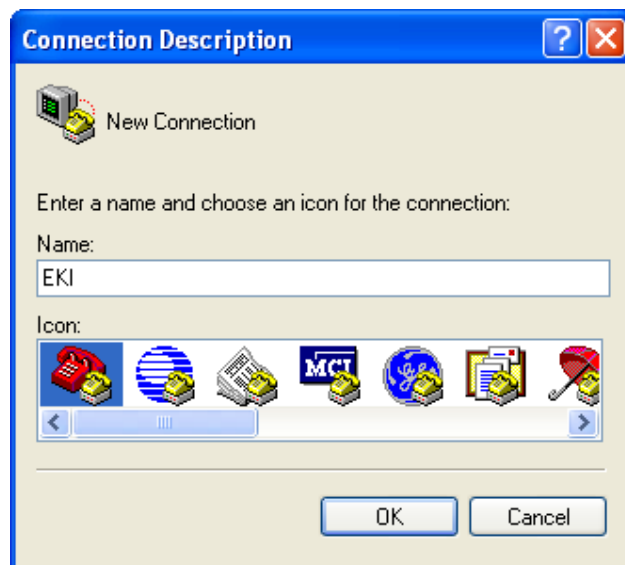 Connection Description
New Connection
Enter a name and choose an icon for the connection:
Name:
EKI
Icon:
MCI
OK
Cancel